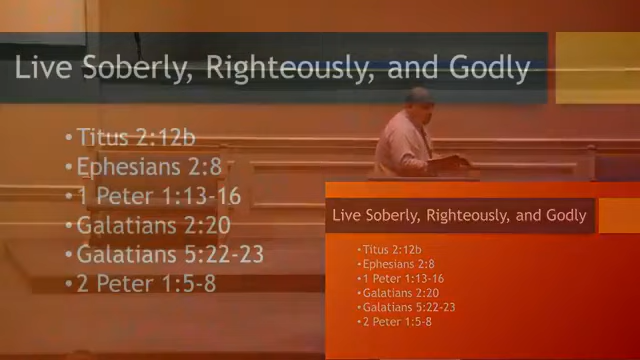 Live Soberly, Righteously, and Godly
• Titus 2:12b
• Ephesians 2:8
• 1 Peter 1:13-16
• Galatians 2:20
• Galatians 5:22-23
• 2 Peter 1:5-8
Live Soberly, Righteously, and Godly
• Titus 2:12b
• Ephesians 2:8
• 1 Peter 1:13-16
• Galatians 2:20
• Galatians 5:22-23
• 2 Peter 1:5-8